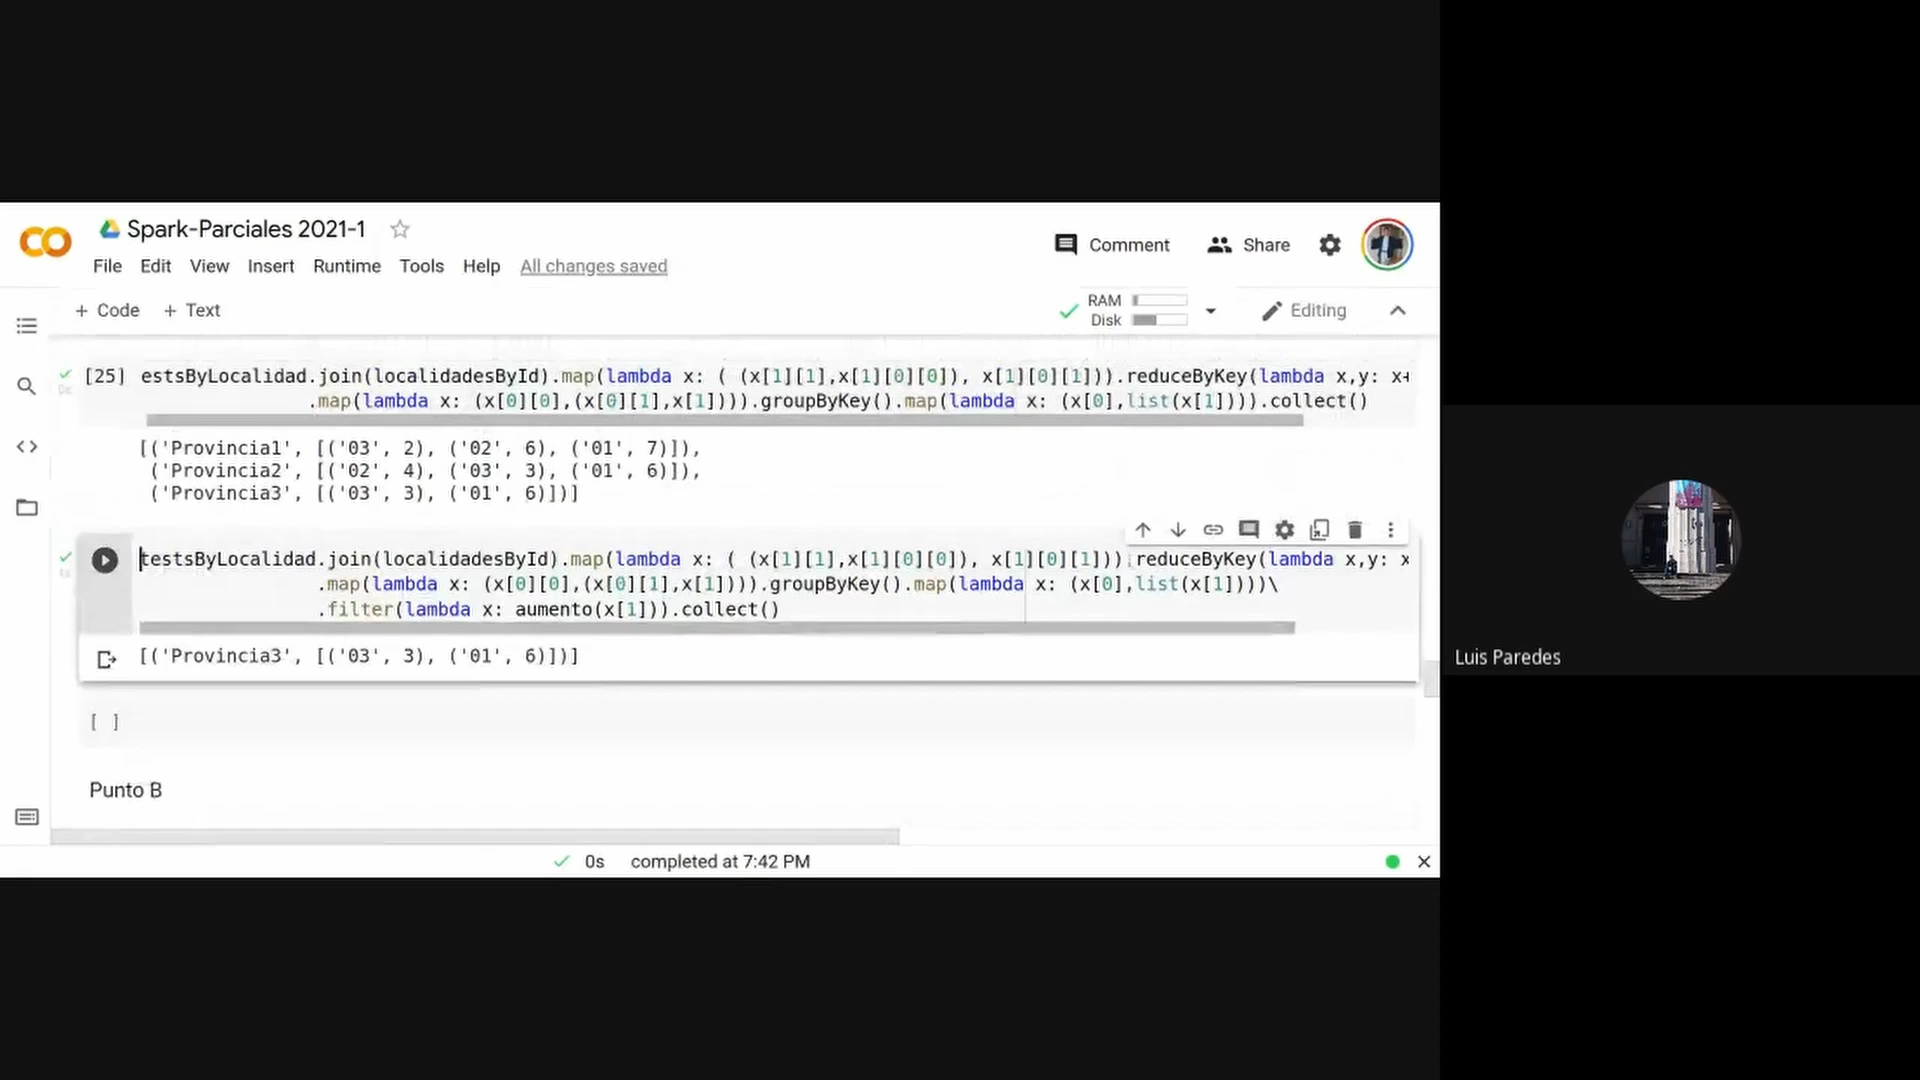 Spark-Parciales 2021-1
Comment
Share
File Edit View Insert Runtime Tools Help All changes saved
+ Code + Text
RAM
Disk
Editing
[25] estsByLocalidad.join(localidadesById).map(lambda x: ( (x[1][1],x[1][0][0]), x[1][0][1])).reduceByKey(lambda x,y: x+
.map(lambda x: (x[0][0],(x[0][1],x[1]))).groupByKey().map(lambda x: (x[0],list(x[1]))).collect()
[('Provincia1', [('03', 2), ('02', 6), ('01', 7)]),
('Provincia2', [('02', 4), ('03', 3), ('01', 6)]),
('Provincia3', [('03', 3), ('01', 6)])]
testsByLocalidad.join(localidadesById).map(lambda x: ( (x[1][1],x[1][0][0]), x[1][0][1])).reduceByKey(lambda x,y: x
.map(lambda x: (x[0][0],(x[0][1],x[1]))).groupByKey().map(lambda x: (x[0],list(x[1])))\
.filter(lambda x: aumento(x[1])).collect()
[('Provincia3', [('03', 3), ('01', 6)])]
[ ]
Punto B
0s completed at 7:42 PM
Luis Paredes